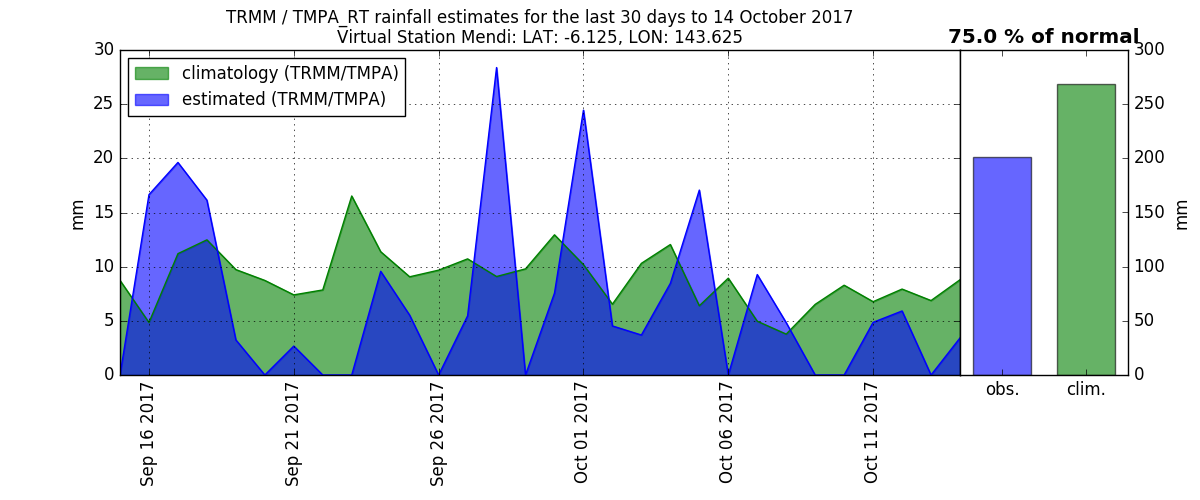 TRMM / TMPA_RT rainfall estimates for the last 30 days to 14 October 2017
Virtual Station Mendi: LAT: -6.125, LON: 143.625
75.0 % of normal
climatology (TRMM/TMPA)
estimated (TRMM/TMPA)
30
25
20
15
10
5
0
mm
Sep 16 2017
Sep 21 2017
Sep 26 2017
Oct 01 2017
Oct 06 2017
Oct 11 2017
obs.
clim.
300
250
200
150
100
50
0
mm